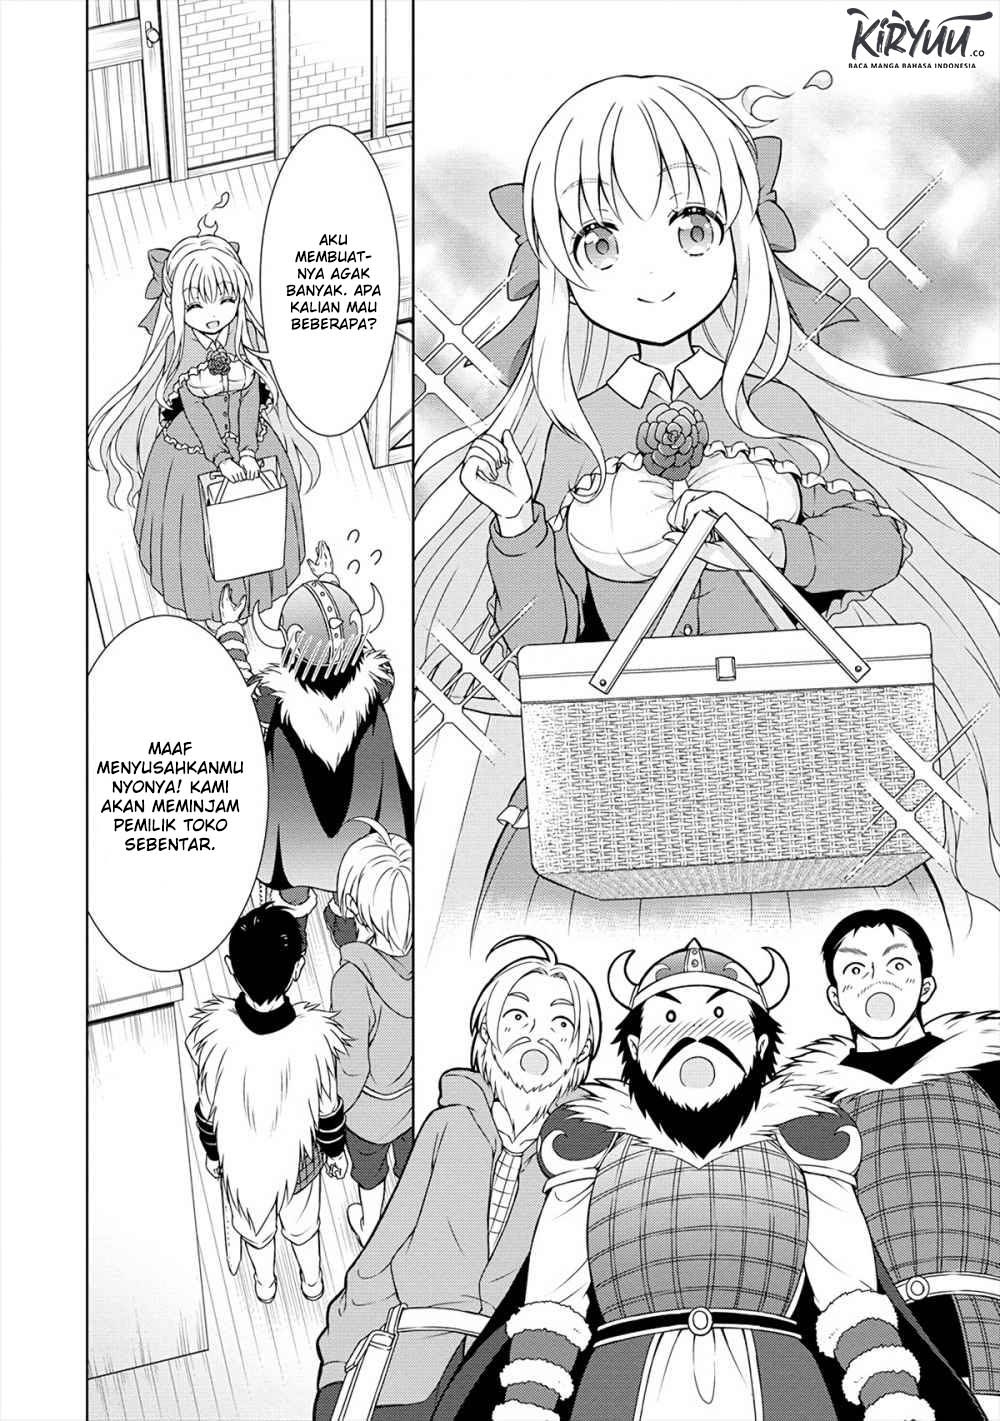 KIRYUU.CO
BACA MANGA BAHASA INDONESIA
AKU
MEMBUAT-
NYA AGAK
BANYAK. APA
KALIAN MAU
BEBERAPA?
MAAF
MENYUSAHKANMU
NYONYA! KAMI
AKAN MEMINJAM
PEMILIK TOKO
SEBENTAR.